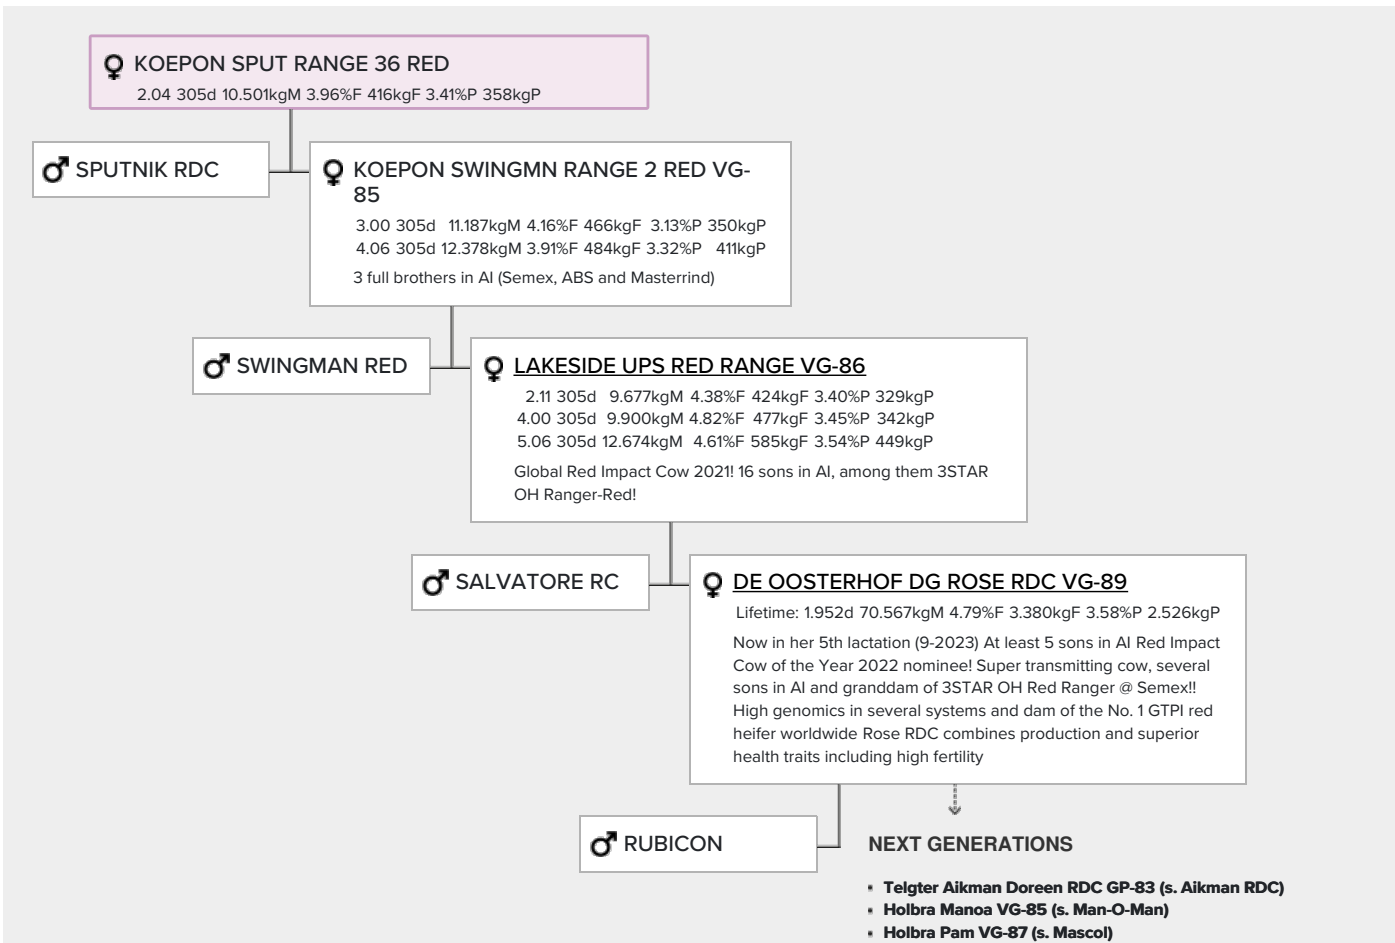 KOEPON SPUT RANGE 36 RED
2.04 305d 10.501kgM 3.96%F 416kgF 3.41%P 358kgP
SPUTNIK RDC
KOEPON SWINGMN RANGE 2 RED VG-
85
3.00 305d 11.187kgM 4.16%F 466kgF 3.13%P 350kgP
4.06 305d 12.378kgM 3.91%F 484kgF 3.32%P 411kgP
3 full brothers in AI (Semex, ABS and Masterrind)
SWINGMAN RED
LAKESIDE UPS RED RANGE VG-86
2.11 305d 9.677kgM 4.38%F 424kgF 3.40%P 329kgP
4.00 305d 9.900kgM 4.82%F 477kgF 3.45%P 342kgP
5.06 305d 12.674kgM 4.61%F 585kgF 3.54%P 449kgP
Global Red Impact Cow 2021! 16 sons in AI, among them 3STAR
OH Ranger-Red!
SALVATORE RC
DE OOSTERHOF DG ROSE RDC VG-89
Lifetime: 1.952d 70.567kgM 4.79%F 3.380kgF 3.58%P 2.526kgP
Now in her 5th lactation (9-2023) At least 5 sons in AI Red Impact
Cow of the Year 2022 nominee! Super transmitting cow, several
sons in AI and granddam of 3STAR OH Red Ranger @ Semex!!
High genomics in several systems and dam of the No. 1 GTPI red
heifer worldwide Rose RDC combines production and superior
health traits including high fertility
RUBICON
NEXT GENERATIONS
▪ Telgter Aikman Doreen RDC GP-83 (s. Aikman RDC)
▪ Holbra Manoa VG-85 (s. Man-O-Man)
▪ Holbra Pam VG-87 (s. Mascol)